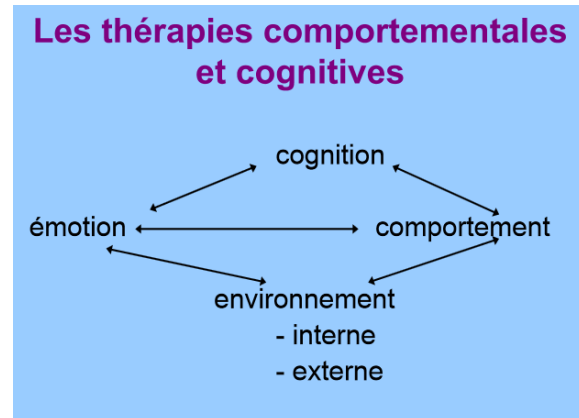 Les thérapies comportementales
et cognitives
cognition
émotion
comportement
environnement
- interne
- externe